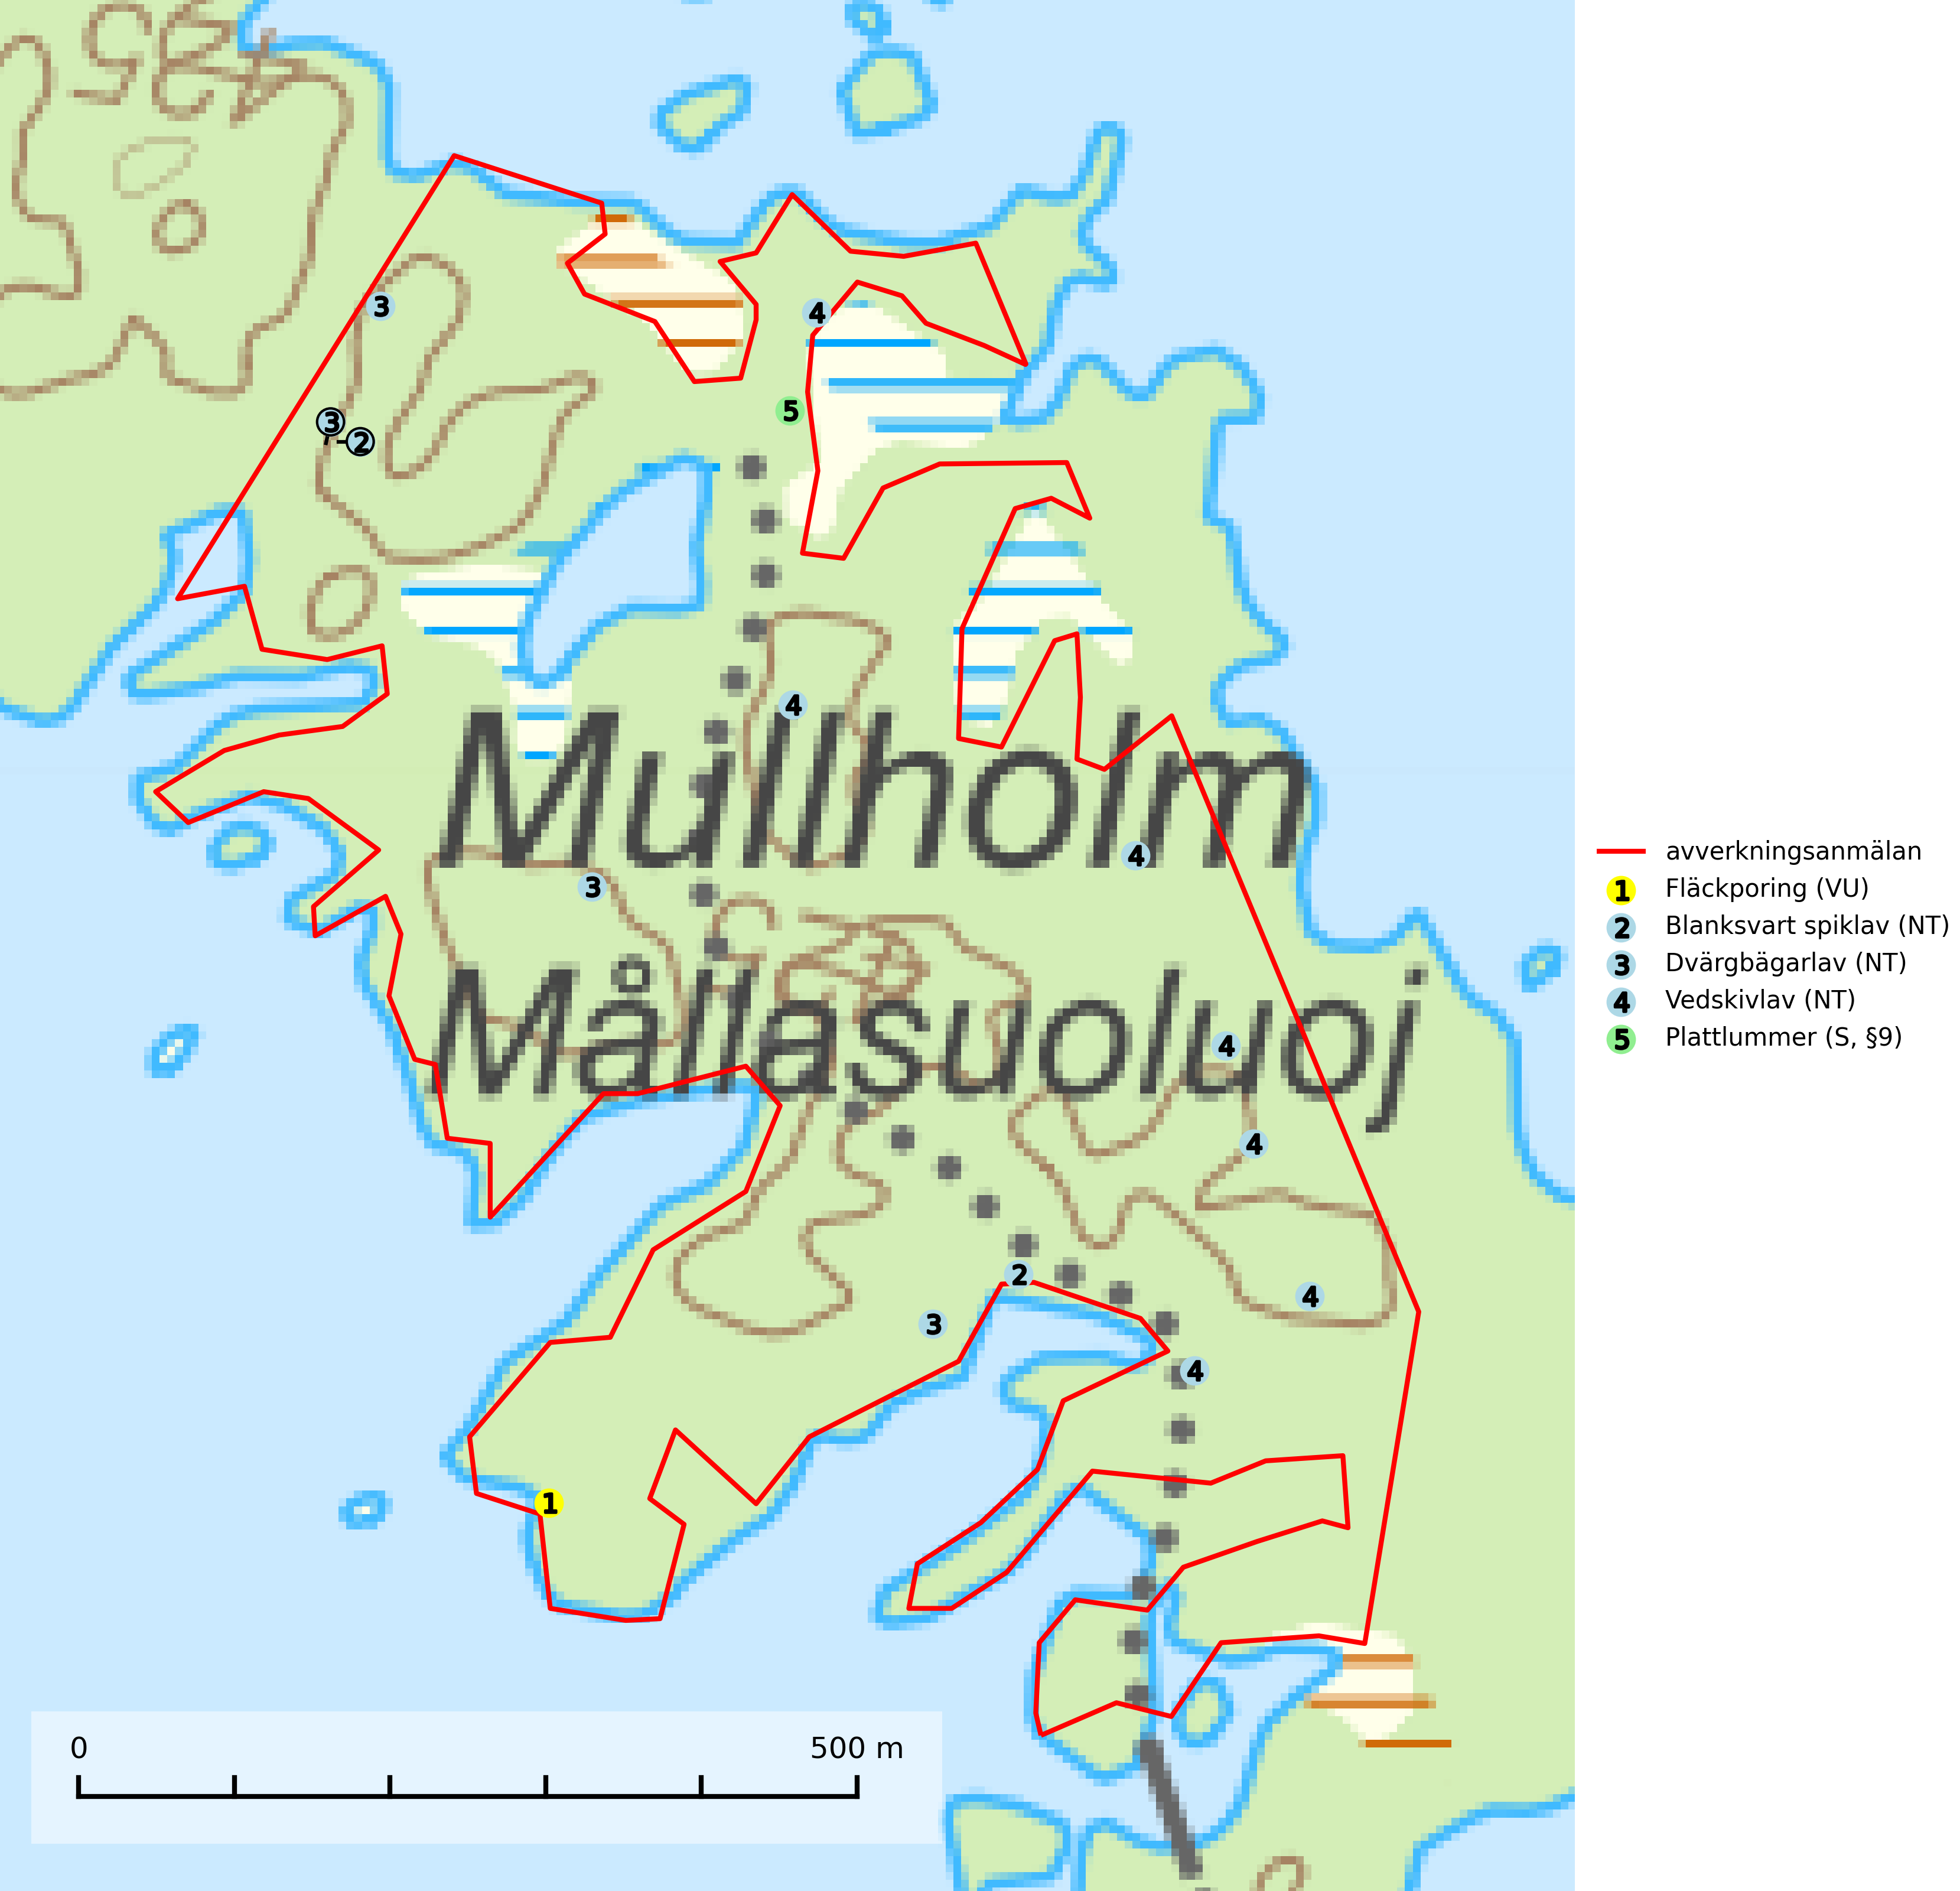 3
4
5
3
2
4
Mullholm
4
3
Mållasuoluoj
4
4
2
4
3
4
1
0 500 m
avverkningsanmälan
1 Fläckporing (VU)
2 Blanksvart spiklav (NT)
3 Dvärgbägarlav (NT)
4 Vedskivlav (NT)
5 Plattlummer (S, §9)